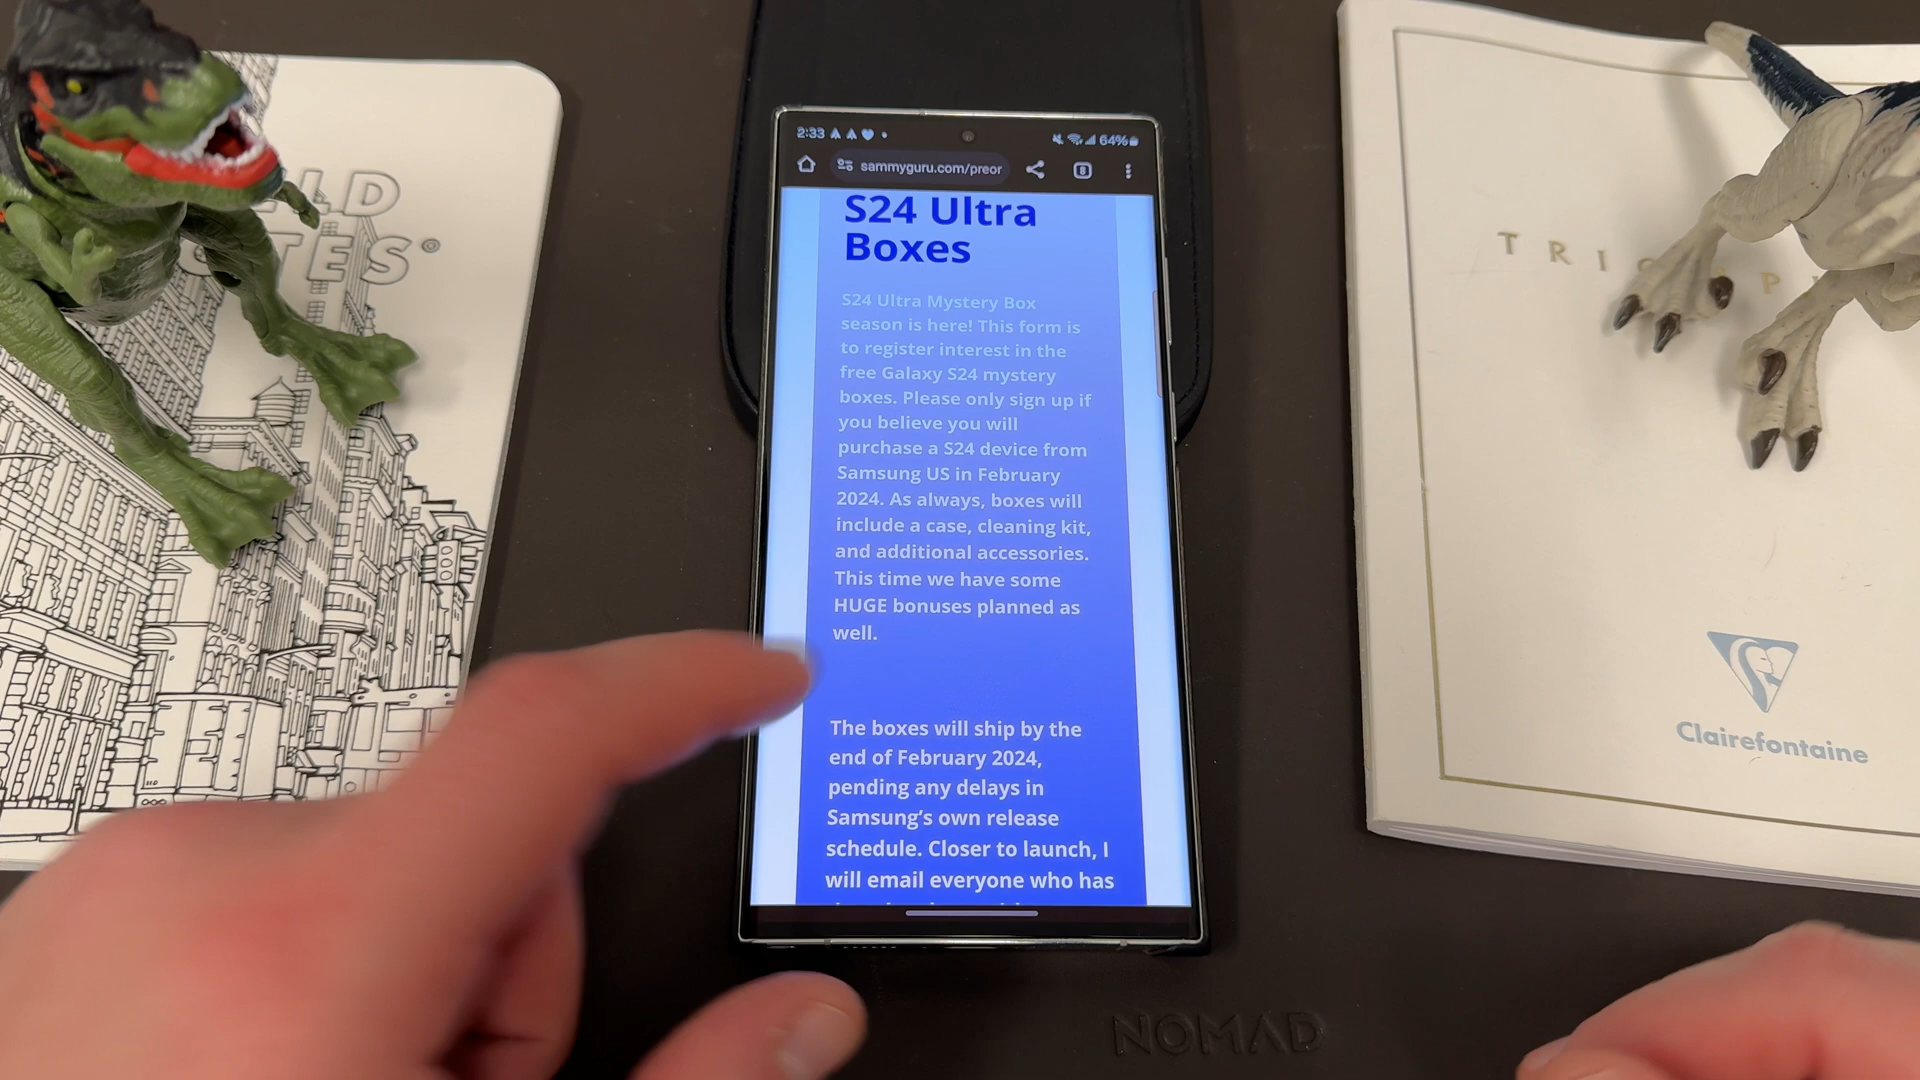 2:33
64%
sammyguru.com/preor
8
S24 Ultra
Boxes
S24 Ultra Mystery Box
season is here! This form is
to register interest in the
free Galaxy S24 mystery
boxes. Please only sign up if
you believe you will
purchase a S24 device from
Samsung US in February
2024. As always, boxes will
include a case, cleaning kit,
and additional accessories.
This time we have some
HUGE bonuses planned as
well.
The boxes will ship by the
end of February 2024,
pending any delays in
Samsung's own release
schedule. Closer to launch, I
will email everyone who has
Clairefontaine
NOMAD